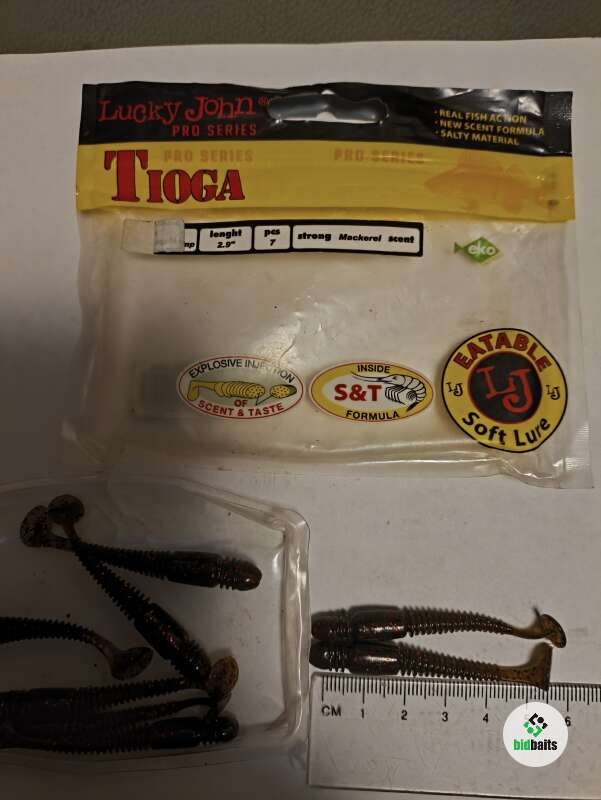 Lucky John®
PRO SERIES
· REAL FISH ACTION
· NEW SCENT FORMULA
· SALTY MATERIAL
PRO SERIES
PRO SERIES
TIOGA
lenght
2.9"
pcs
7
strong Mackerel scent
eko
EXPLOSIVE INJECTION
OF
SCENT & TASTE
INSIDE
S&T
FORMULA
EATABLE
LJ
LJ
LJ
Soft Lure
CM 1 2 3 4 5 6
bidbaits